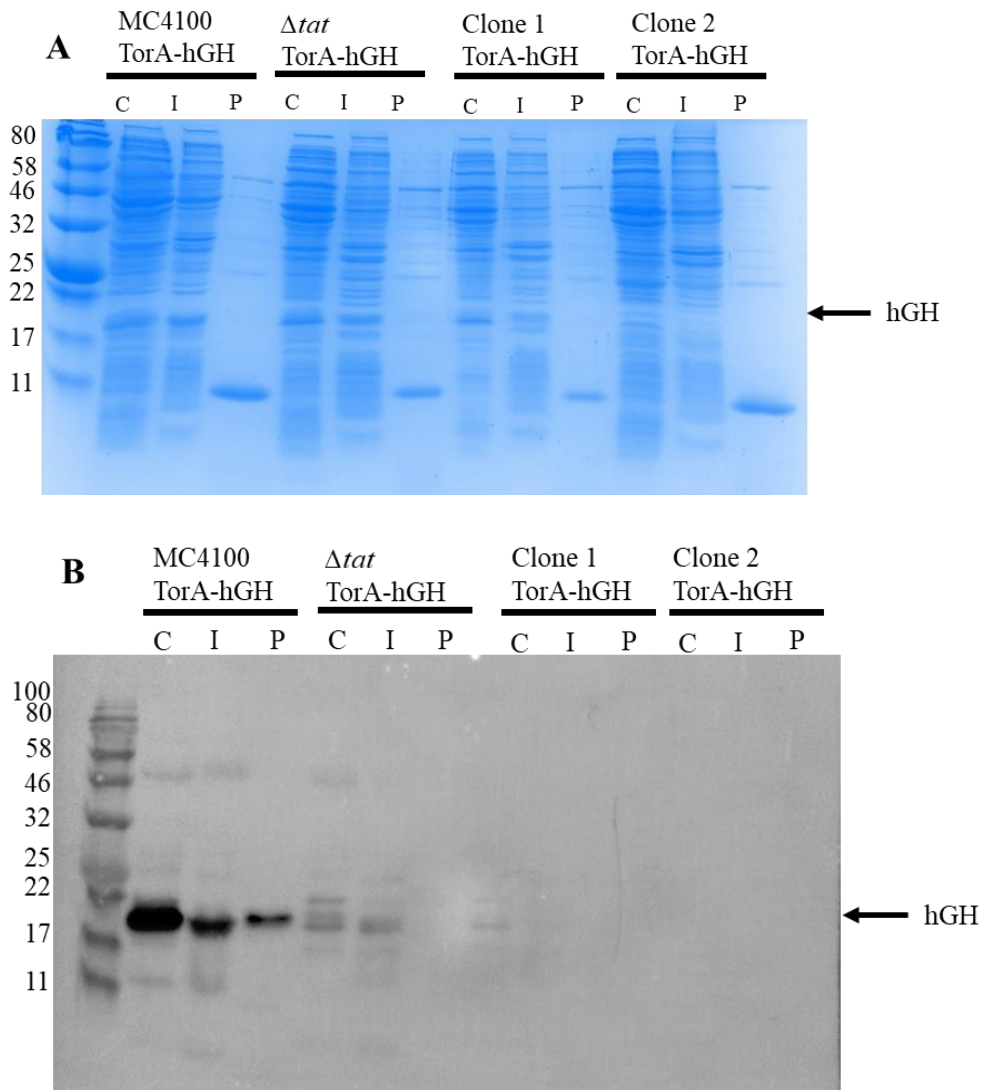 A
MC4100 Δtat Clone 1 Clone 2
TorA-hGH TorA-hGH TorA-hGH TorA-hGH
C I P C I P C I P C I P
80
58
46
32
25
22
hGH
17
11
B
MC4100 Δtat Clone 1 Clone 2
TorA-hGH TorA-hGH TorA-hGH TorA-hGH
C I P C I P C I P C I P
100
80
58
46
32
25
22
hGH
17
11